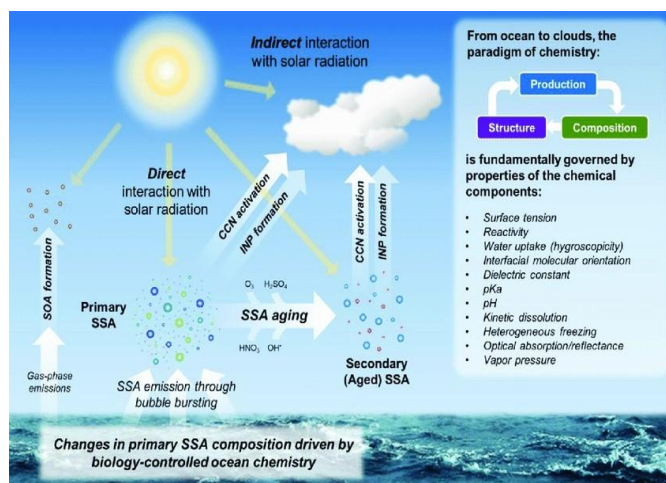 Indirect interaction
with solar radiation
Direct
interaction with
solar radiation
SOA formation
Gas-phase
emissions
Primary
SSA
CCN activation
INP formation
O₃ H₂SO₄
SSA aging
HNO₃ OH•
CCN activation
INP formation
Secondary
(Aged) SSA
SSA emission through
bubble bursting
Changes in primary SSA composition driven by
biology-controlled ocean chemistry
From ocean to clouds, the
paradigm of chemistry:
Production
Structure
Composition
is fundamentally governed by
properties of the chemical
components:
• Surface tension
• Reactivity
• Water uptake (hygroscopicity)
• Interfacial molecular orientation
• Dielectric constant
• pKa
• pH
• Kinetic dissolution
• Heterogeneous freezing
• Optical absorption/reflectance
• Vapor pressure